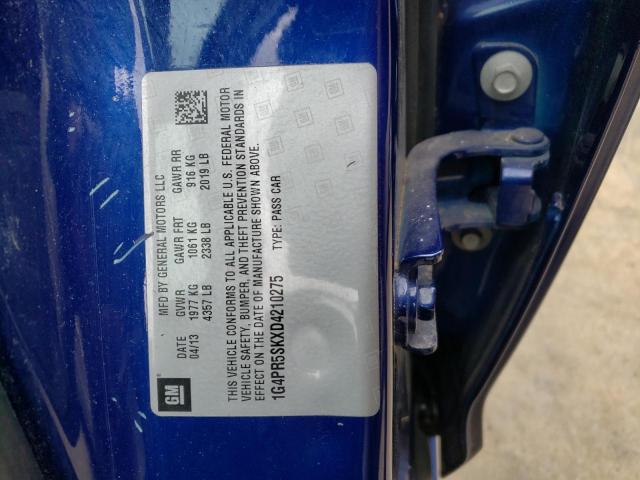 GM
MFD BY GENERAL MOTORS LLC
DATE GVWR GAWR FRT GAWR RR
04/13 1977 KG 1061 KG 916 KG
4357 LB 2338 LB 2019 LB
THIS VEHICLE CONFORMS TO ALL APPLICABLE U.S. FEDERAL MOTOR
VEHICLE SAFETY, BUMPER, AND THEFT PREVENTION STANDARDS IN
EFFECT ON THE DATE OF MANUFACTURE SHOWN ABOVE.
1G4PR5SKXD4210275 TYPE: PASS CAR